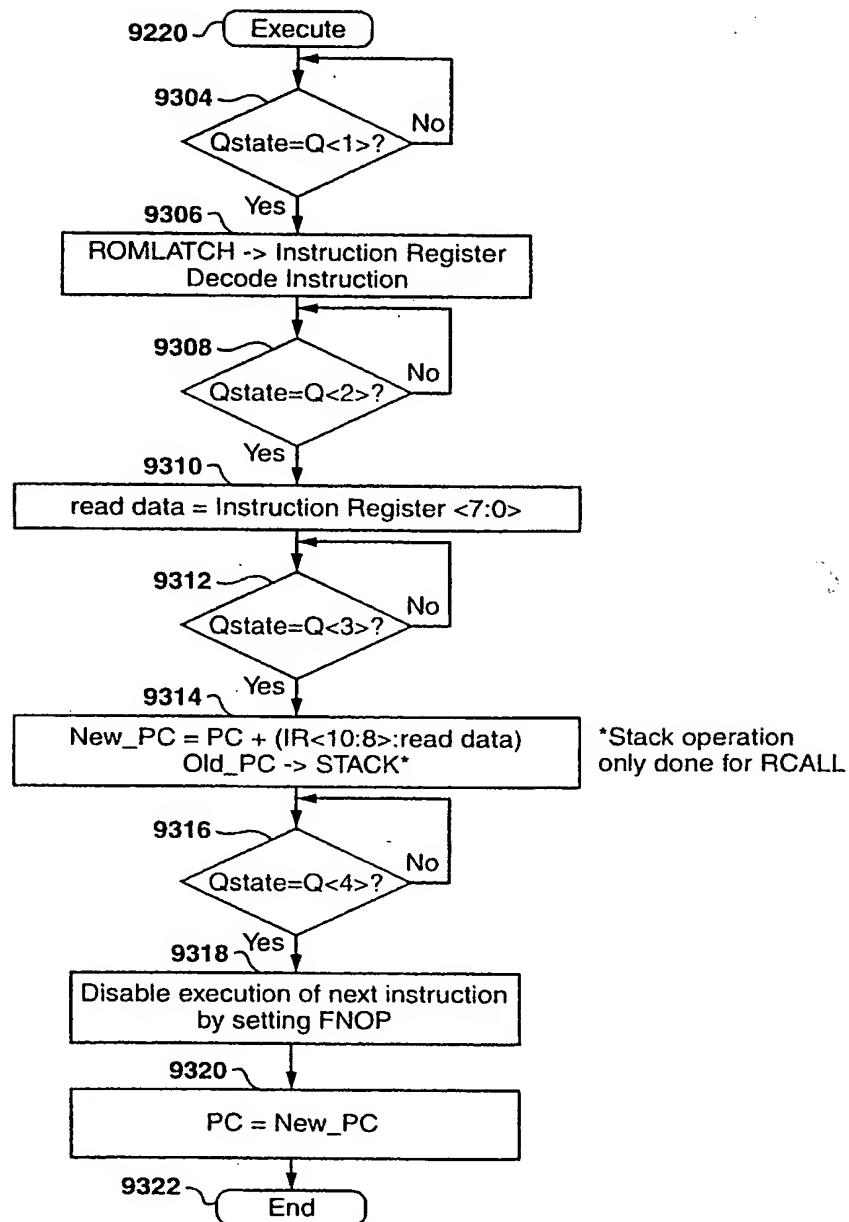 9220
Execute
9304
Qstate=Q<1>?
No
Yes
9306
ROMLATCH -> Instruction Register
Decode Instruction
9308
Qstate=Q<2>?
No
Yes
9310
read data = Instruction Register <7:0>
9312
Qstate=Q<3>?
No
Yes
9314
New_PC = PC + (IR<10:8>:read data)
Old_PC -> STACK*
*Stack operation
only done for RCALL
9316
Qstate=Q<4>?
No
Yes
9318
Disable execution of next instruction
by setting FNOP
9320
PC = New_PC
9322
End